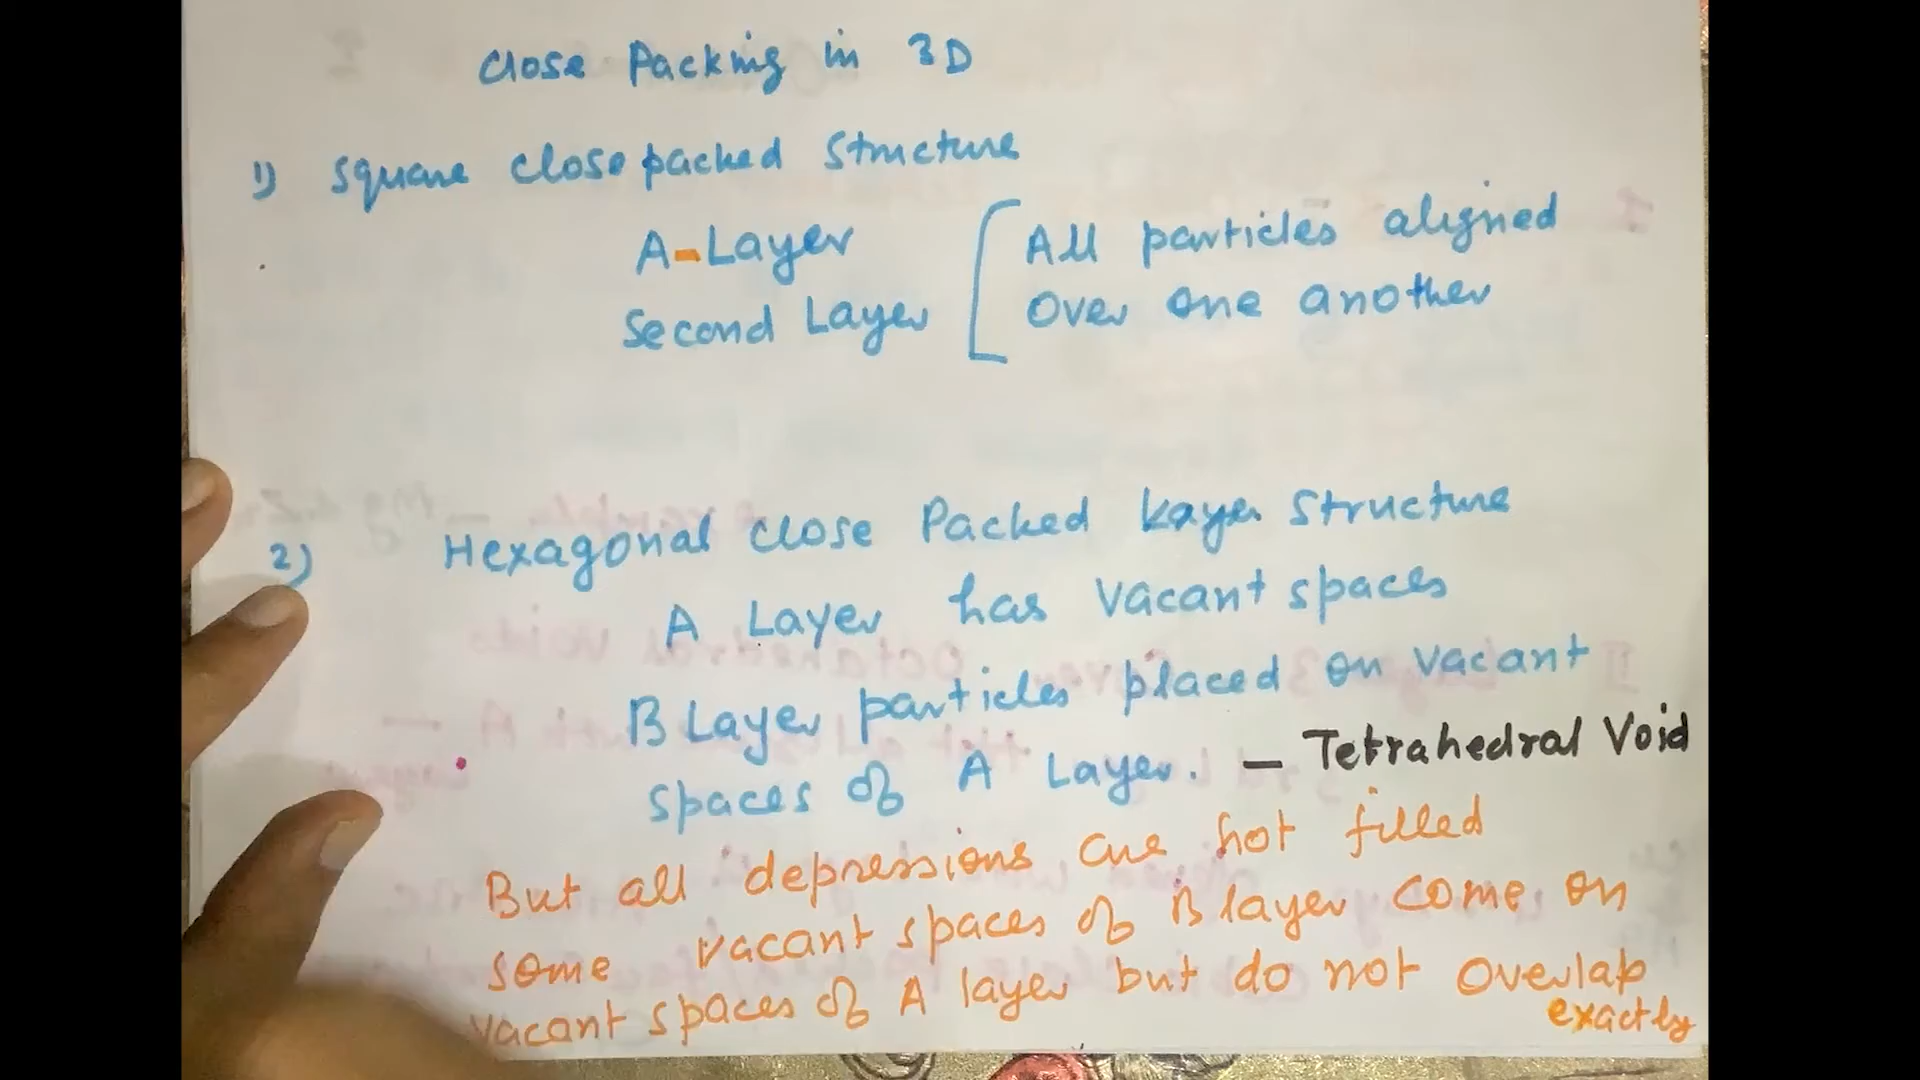 Close Packing in 3D
1) Square close packed Structure
A-Layer
Second Layer
All particles aligned
Over one another
2) Hexagonal Close Packed Layer Structure
A Layer has Vacant spaces
B Layer particles placed on vacant
spaces of A Layer. - Tetrahedral Void
But all depressions are not filled
Some vacant spaces of B layer come on
vacant spaces of A layer but do not overlap
exactly